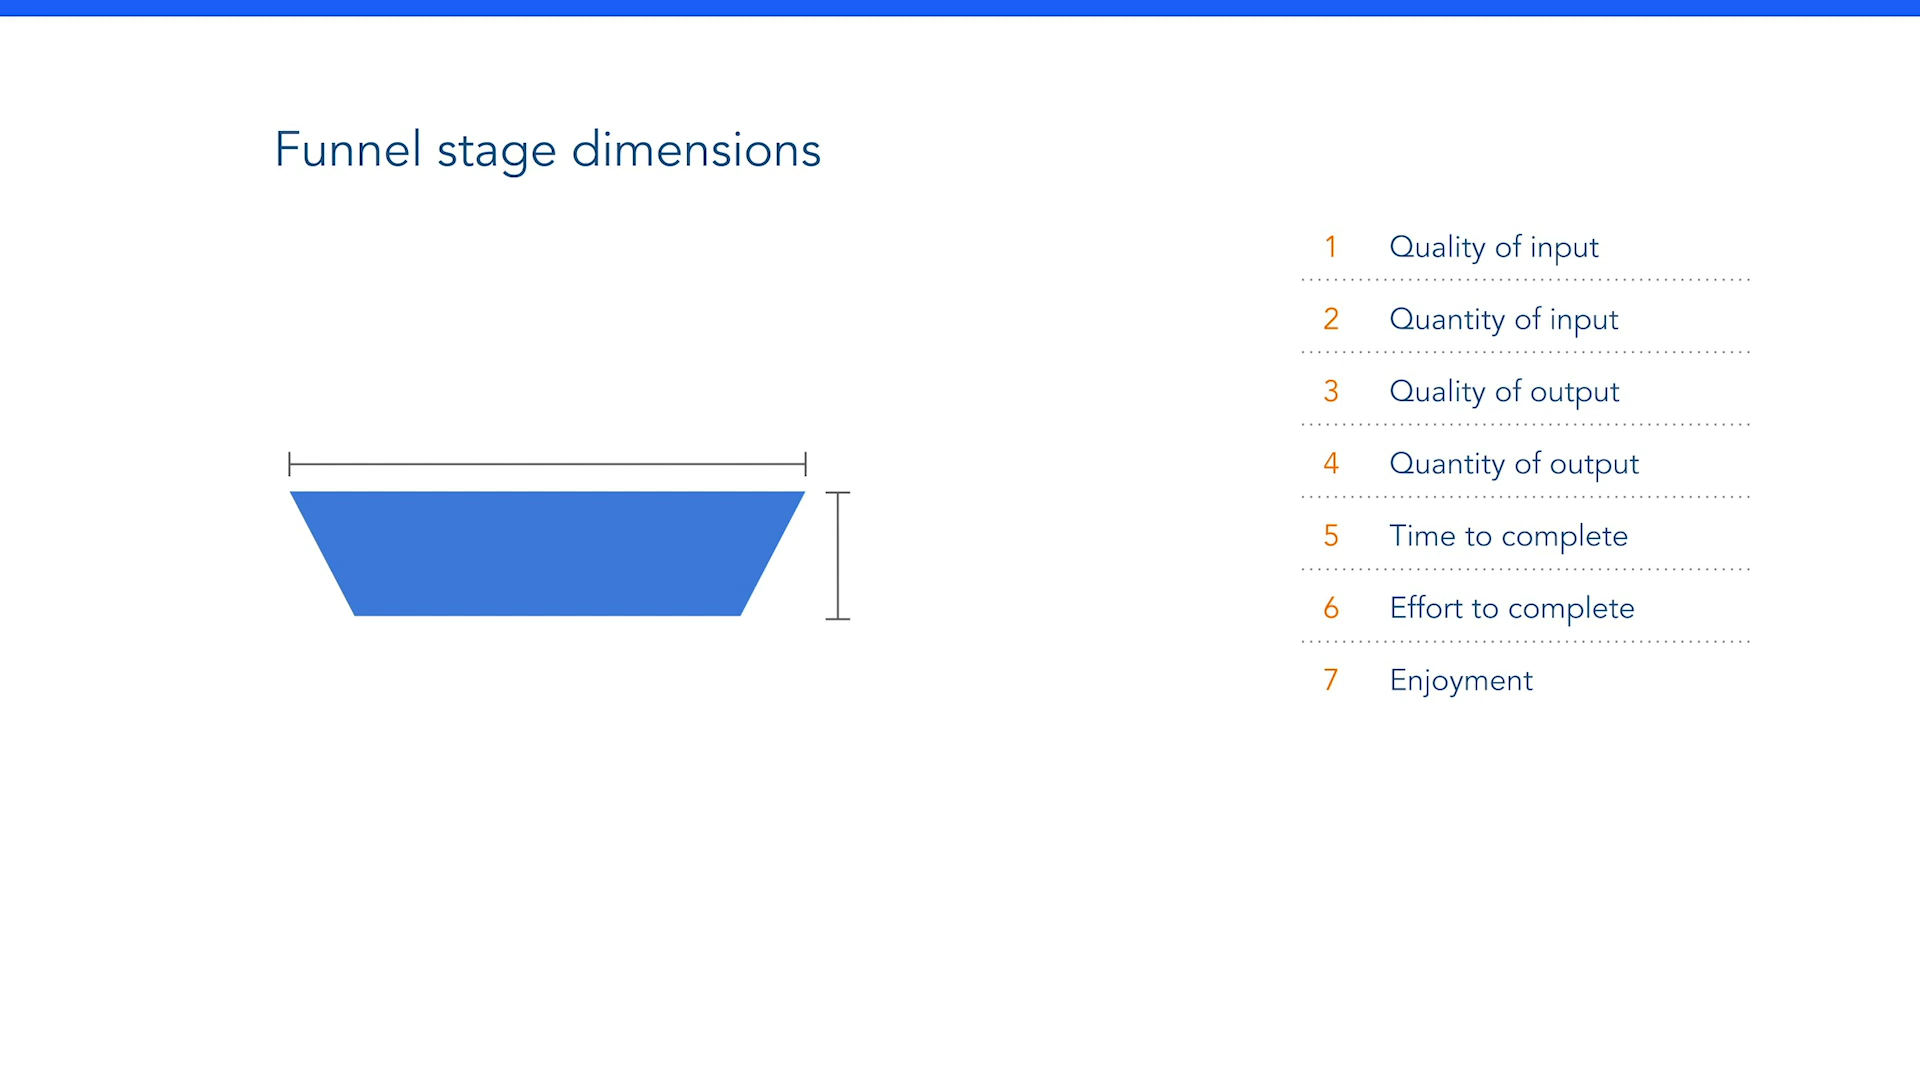 Funnel stage dimensions
1 Quality of input
2 Quantity of input
3 Quality of output
4 Quantity of output
5 Time to complete
6 Effort to complete
7 Enjoyment